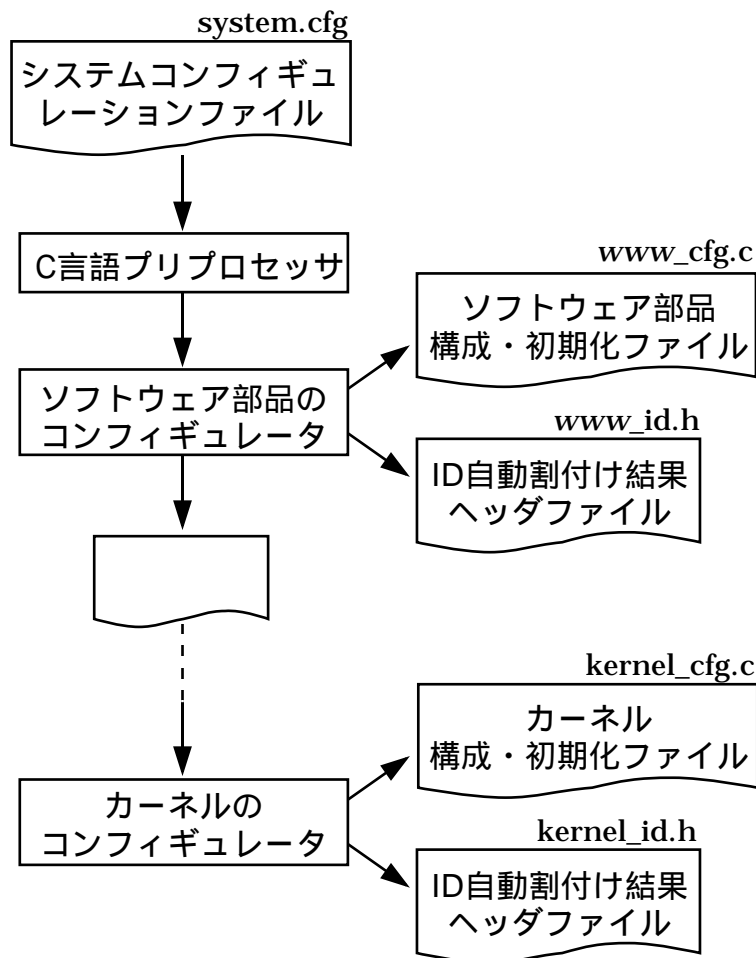 system.cfg
システムコンフィギュ
レーションファイル
C言語プリプロセッサ
www_cfg.c
ソフトウェア部品
構成・初期化ファイル
ソフトウェア部品の
コンフィギュレータ
www_id.h
ID自動割付け結果
ヘッダファイル
kernel_cfg.c
カーネル
構成・初期化ファイル
カーネルの
コンフィギュレータ
kernel_id.h
ID自動割付け結果
ヘッダファイル